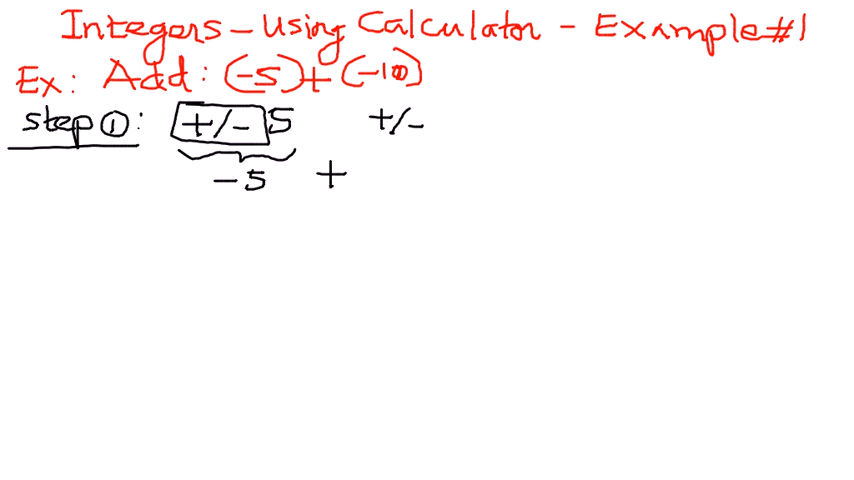 Integers - Using Calculator - Example #1
Ex: Add: (-5)+(-10)
step ①: +/- 5 +/-
-5 +